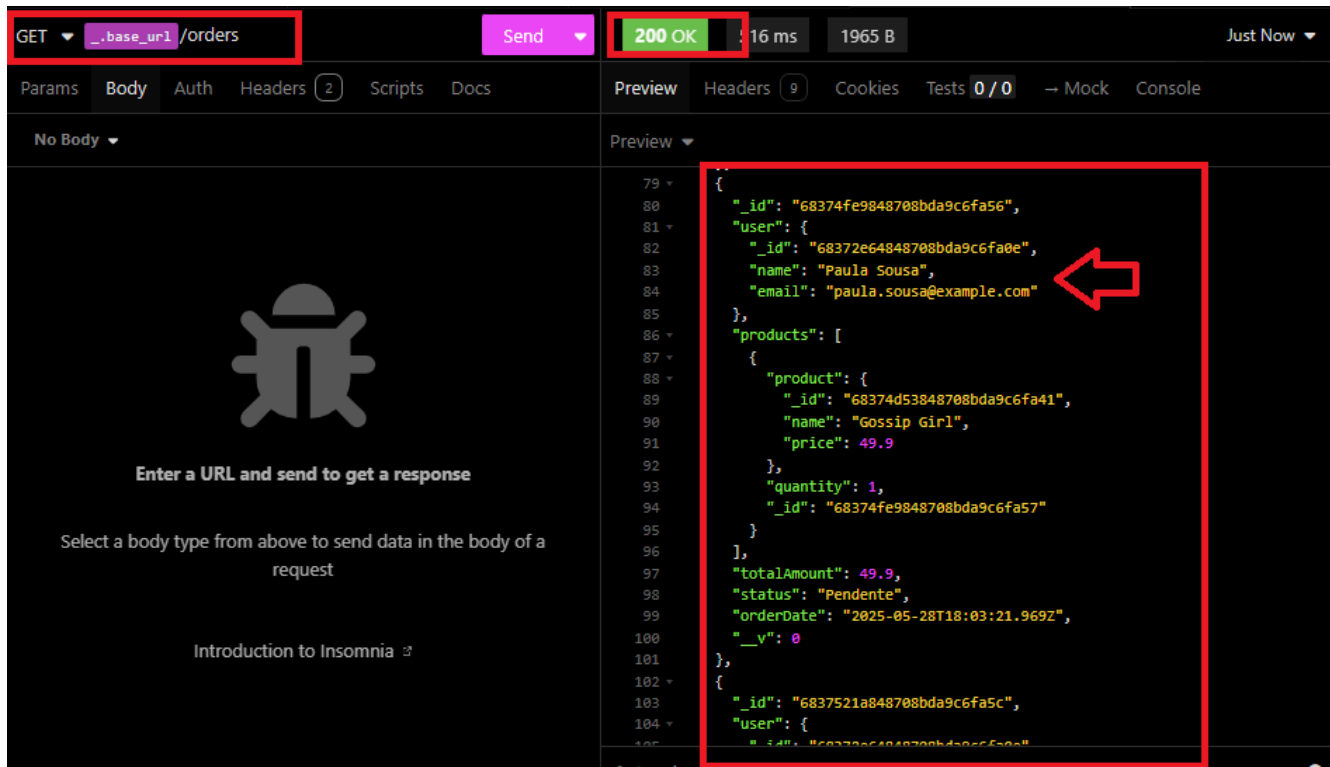 GET _.base_url /orders Send 200 OK 516 ms 1965 B Just Now
Params Body Auth Headers 2 Scripts Docs Preview Headers 9 Cookies Tests 0 / 0 → Mock Console
No Body Preview
79 {
80 "_id": "68374fe9848708bda9c6fa56",
81 "user": {
82 "_id": "68372e64848708bda9c6fa0e",
83 "name": "Paula Sousa",
84 "email": "paula.sousa@example.com"
85 },
86 "products": [
87 {
88 "product": {
89 "_id": "68374d53848708bda9c6fa41",
90 "name": "Gossip Girl",
91 "price": 49.9
92 },
93 "quantity": 1,
94 "_id": "68374fe9848708bda9c6fa57"
95 }
96 ],
97 "totalAmount": 49.9,
98 "status": "Pendente",
99 "orderDate": "2025-05-28T18:03:21.969Z",
100 "__v": 0
101 },
102 {
103 "_id": "6837521a848708bda9c6fa5c",
104 "user": {
Enter a URL and send to get a response
Select a body type from above to send data in the body of a
request
Introduction to Insomnia